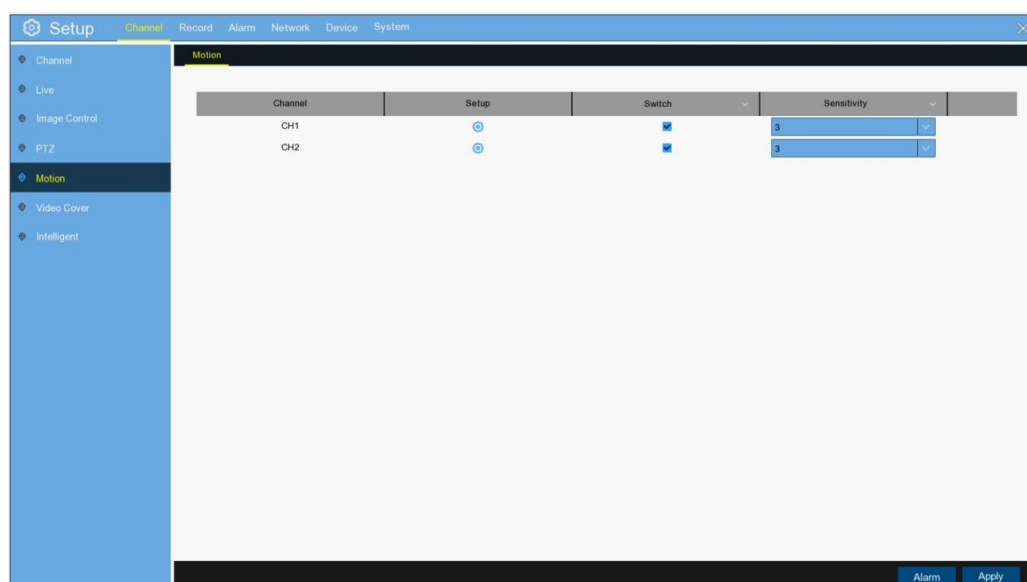 Setup Channel Record Alarm Network Device System
Channel
Live
Image Control
PTZ
Motion
Video Cover
Intelligent
Motion
Channel Setup Switch Sensitivity
CH1 3
CH2 3
Alarm Apply